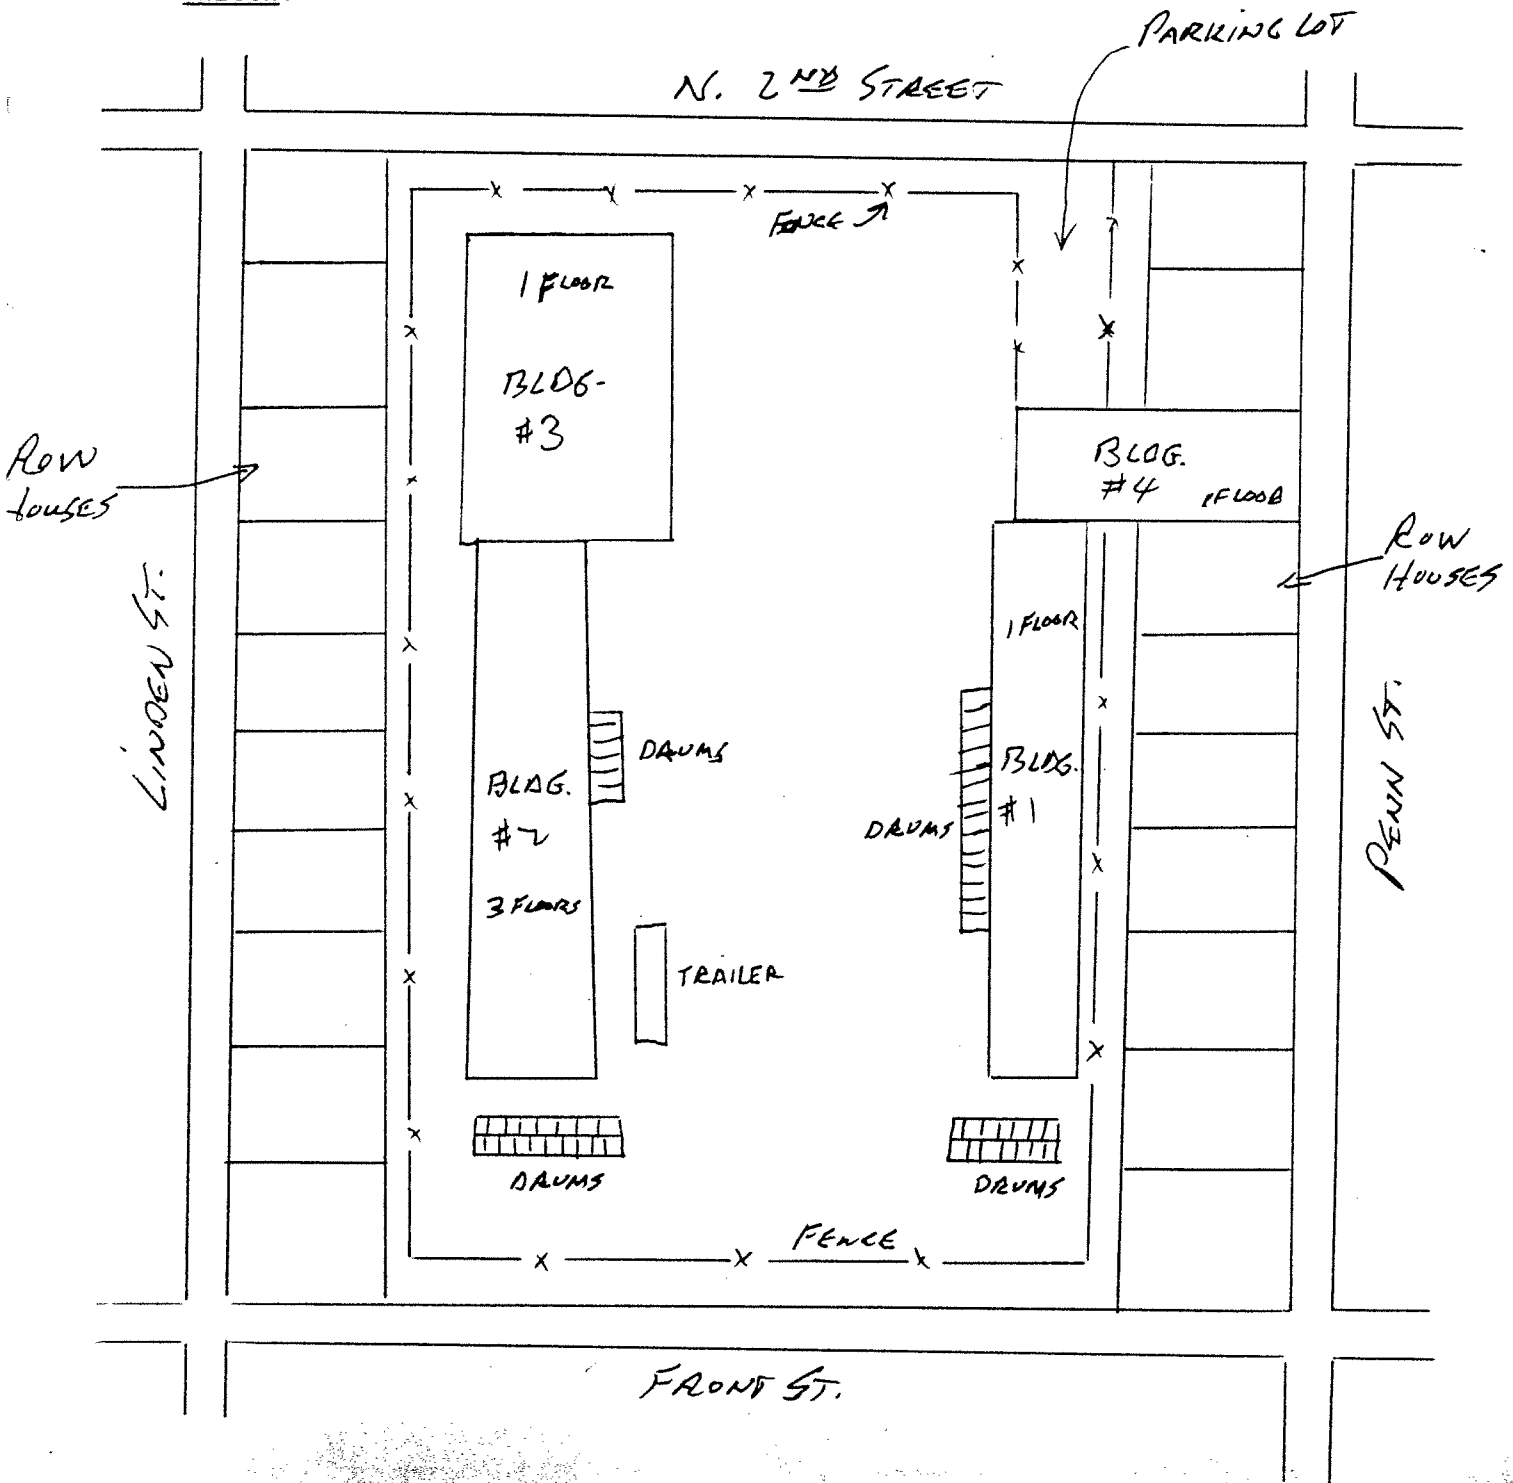 PARKING LOT
N. 2ND STREET
FENCE
1 FLOOR
BLDG-
#3
BLDG.
#4 1 FLOOR
ROW
HOUSES
ROW
HOUSES
LINDEN ST.
1 FLOOR
PENN ST.
DRUMS
BLDG.
#1
BLDG.
#2
DRUMS
3 FLOORS
TRAILER
DRUMS
DRUMS
FENCE
FRONT ST.